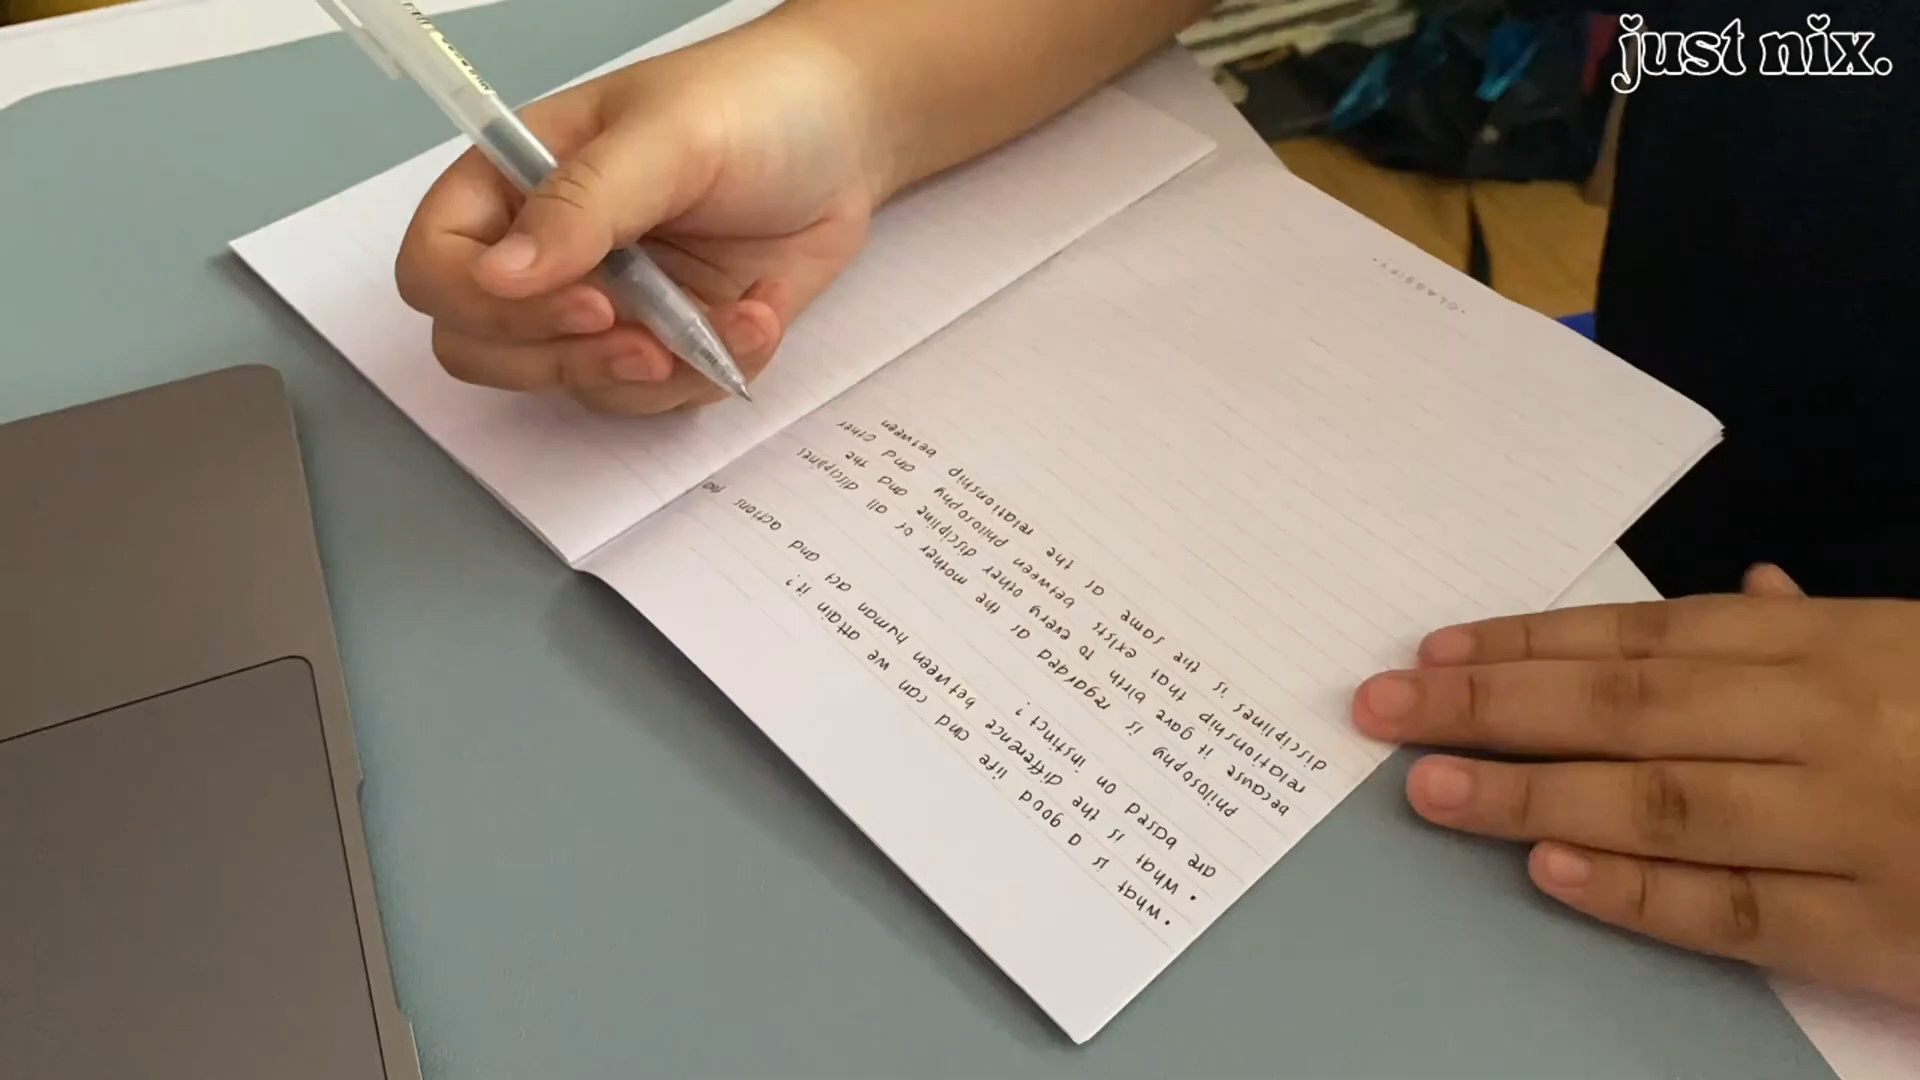 just nix.
• what is a good life and can we attain it?
• what is the difference between human act and actions
are based on instinct?
philosophy is regarded as the mother of all disciplines
because it gave birth to every other discipline and the
relationship that exists between philosophy and other
disciplines is the same as the relationship between